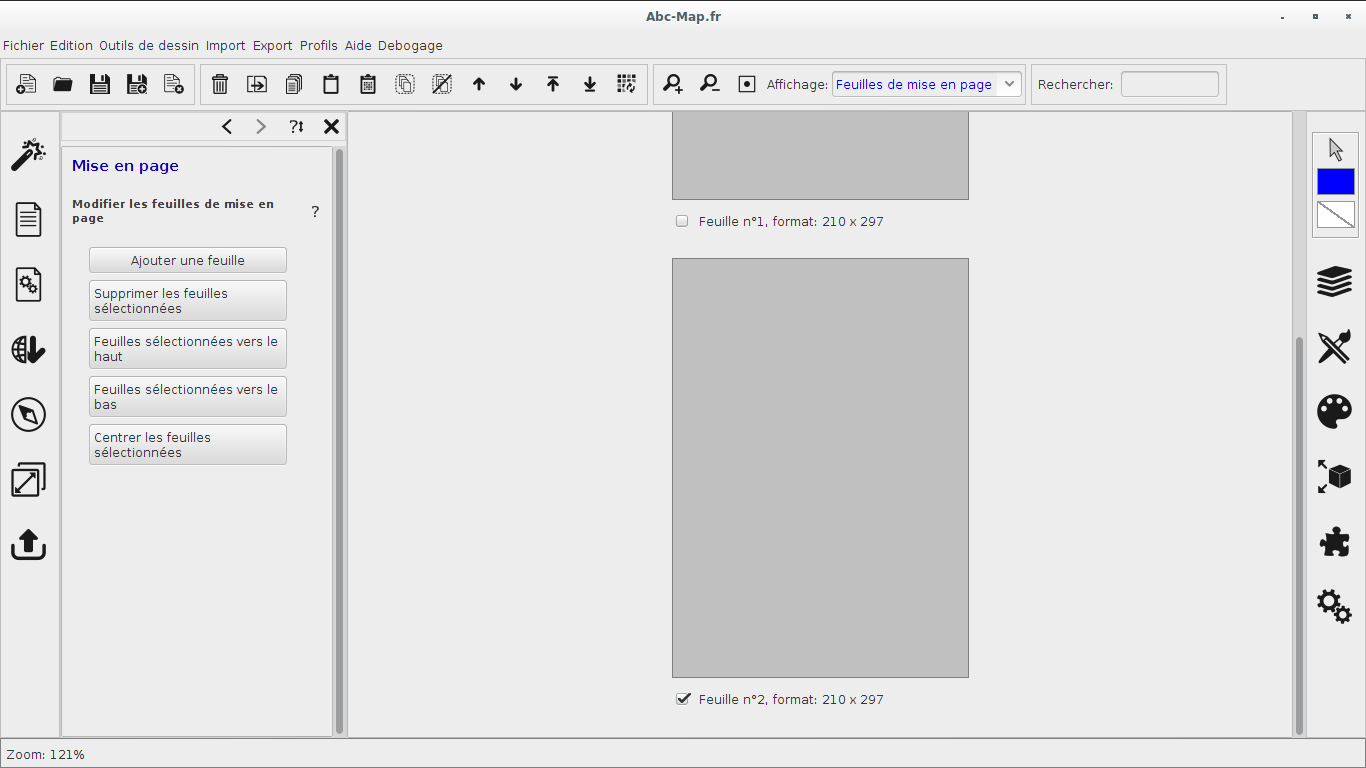 Abc-Map.fr
Fichier Edition Outils de dessin Import Export Profils Aide Debogage
Affichage: Feuilles de mise en page
Rechercher:
Mise en page
Modifier les feuilles de mise en
page
?
Ajouter une feuille
Supprimer les feuilles
sélectionnées
Feuilles sélectionnées vers le
haut
Feuilles sélectionnées vers le
bas
Centrer les feuilles
sélectionnées
Feuille n°1, format: 210 x 297
Feuille n°2, format: 210 x 297
Zoom: 121%